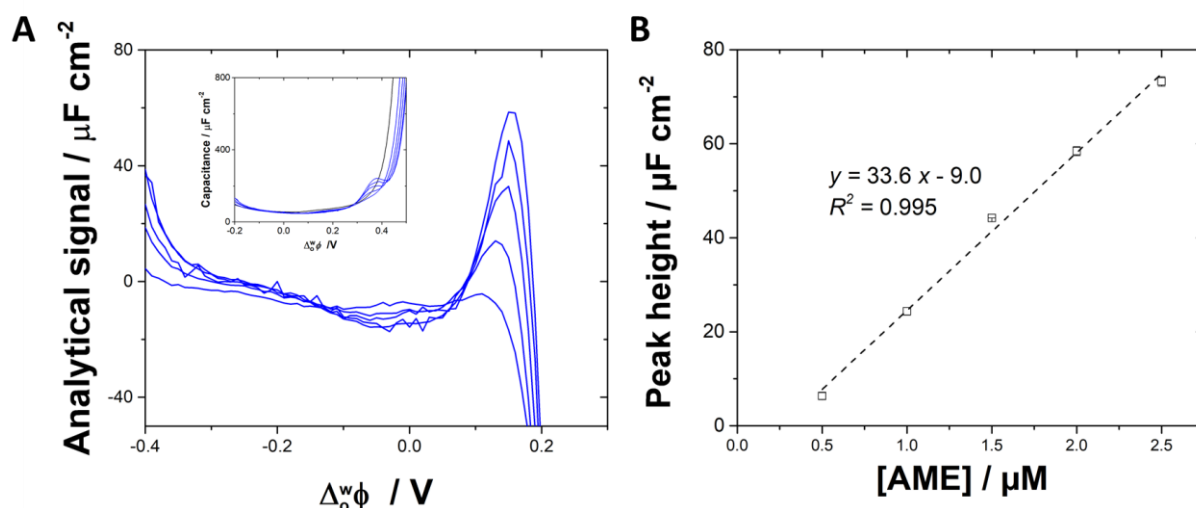 A
Analytical signal / µF cm⁻²
80
40
0
-40
-0.4
-0.2
0.0
0.2
Δₒʷϕ / V
Capacitance / µF cm⁻²
800
400
0
-0.2
0.0
0.2
0.4
Δₒʷϕ /V
B
Peak height / µF cm⁻²
80
60
40
20
0
0.0
0.5
1.0
1.5
2.0
2.5
[AME] / µM
y = 33.6 x - 9.0
R² = 0.995